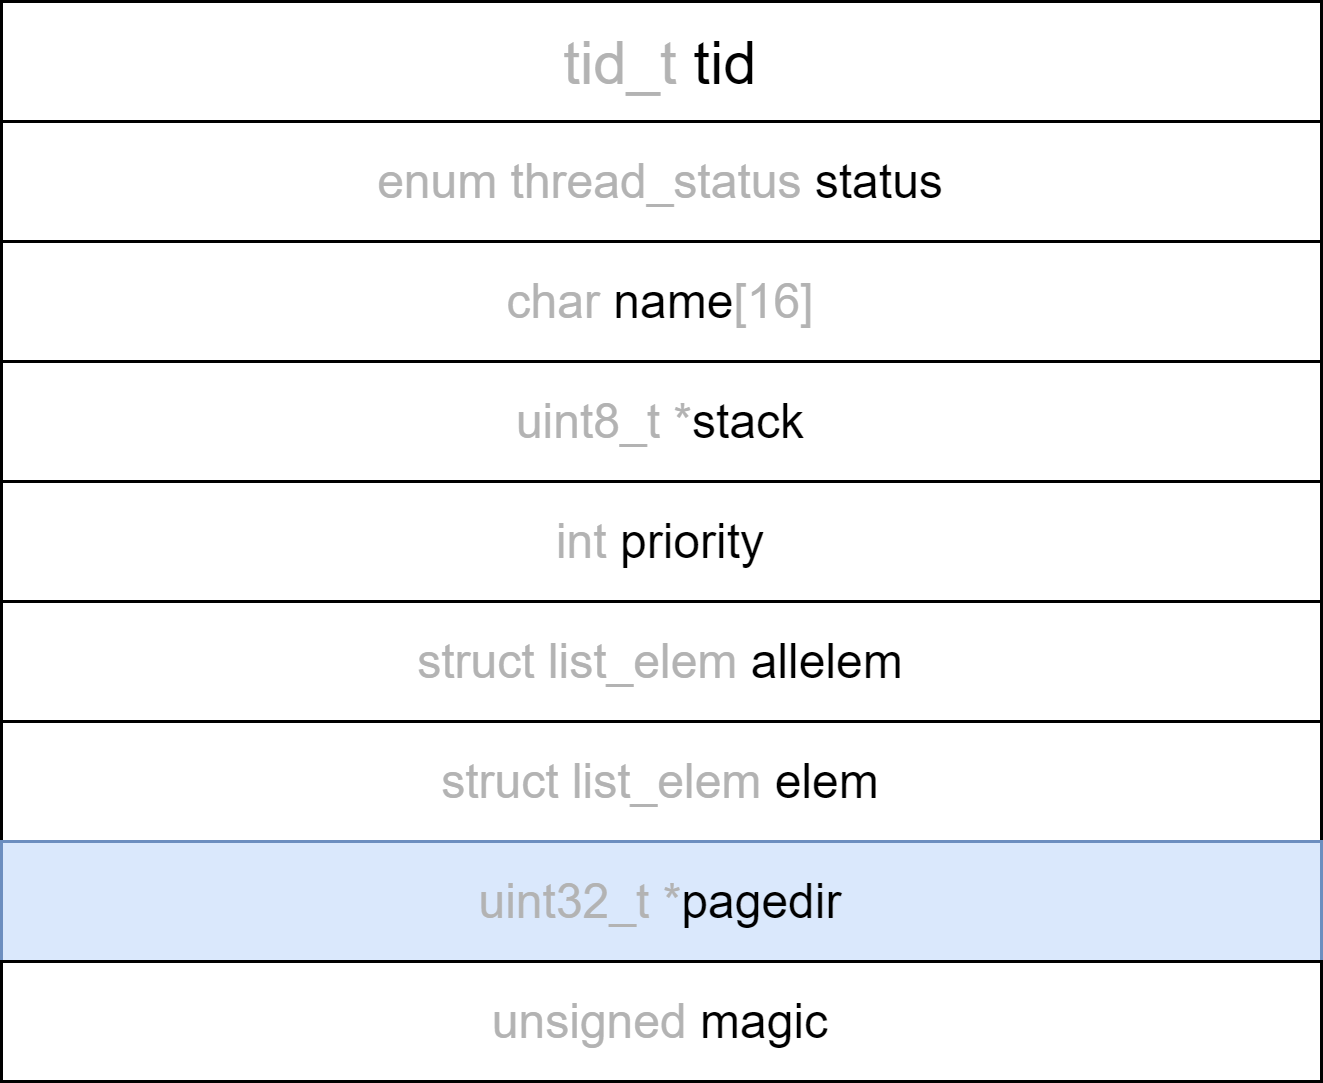 tid_t tid
enum thread_status status
char name[16]
uint8_t *stack
int priority
struct list_elem allelem
struct list_elem elem
uint32_t *pagedir
unsigned magic